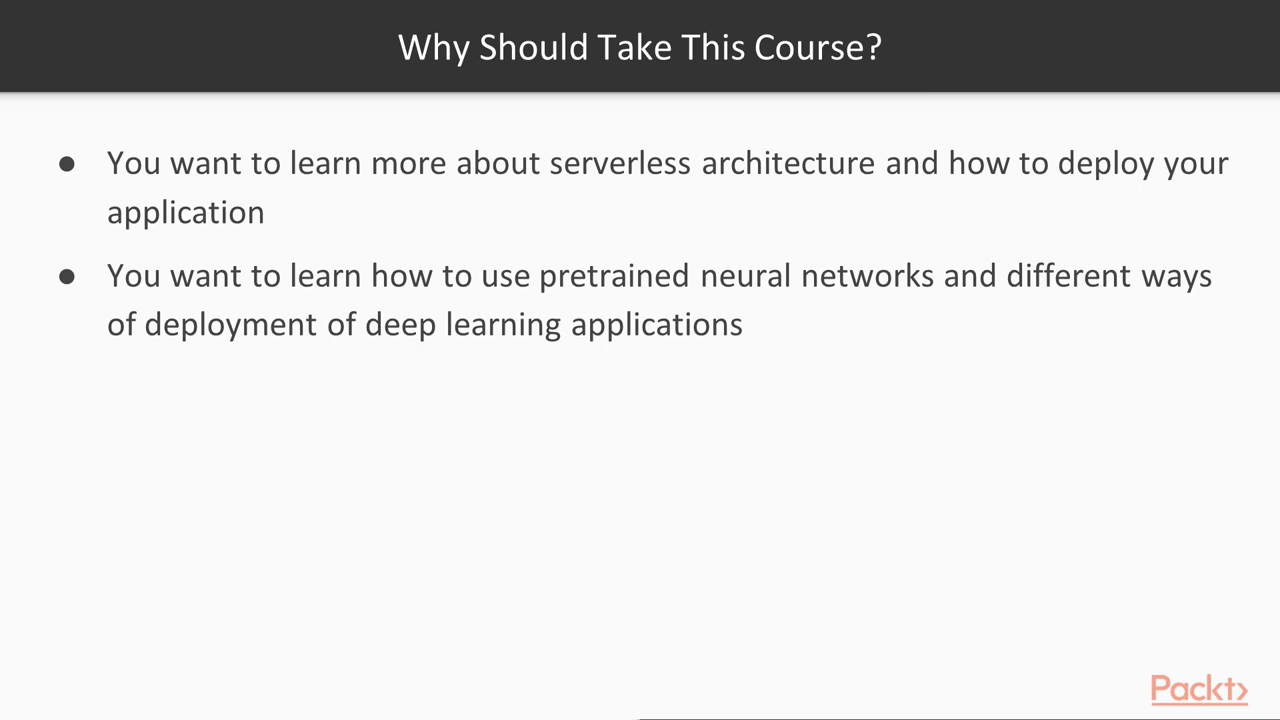 Why Should Take This Course?
● You want to learn more about serverless architecture and how to deploy your
application
● You want to learn how to use pretrained neural networks and different ways
of deployment of deep learning applications
Packt>